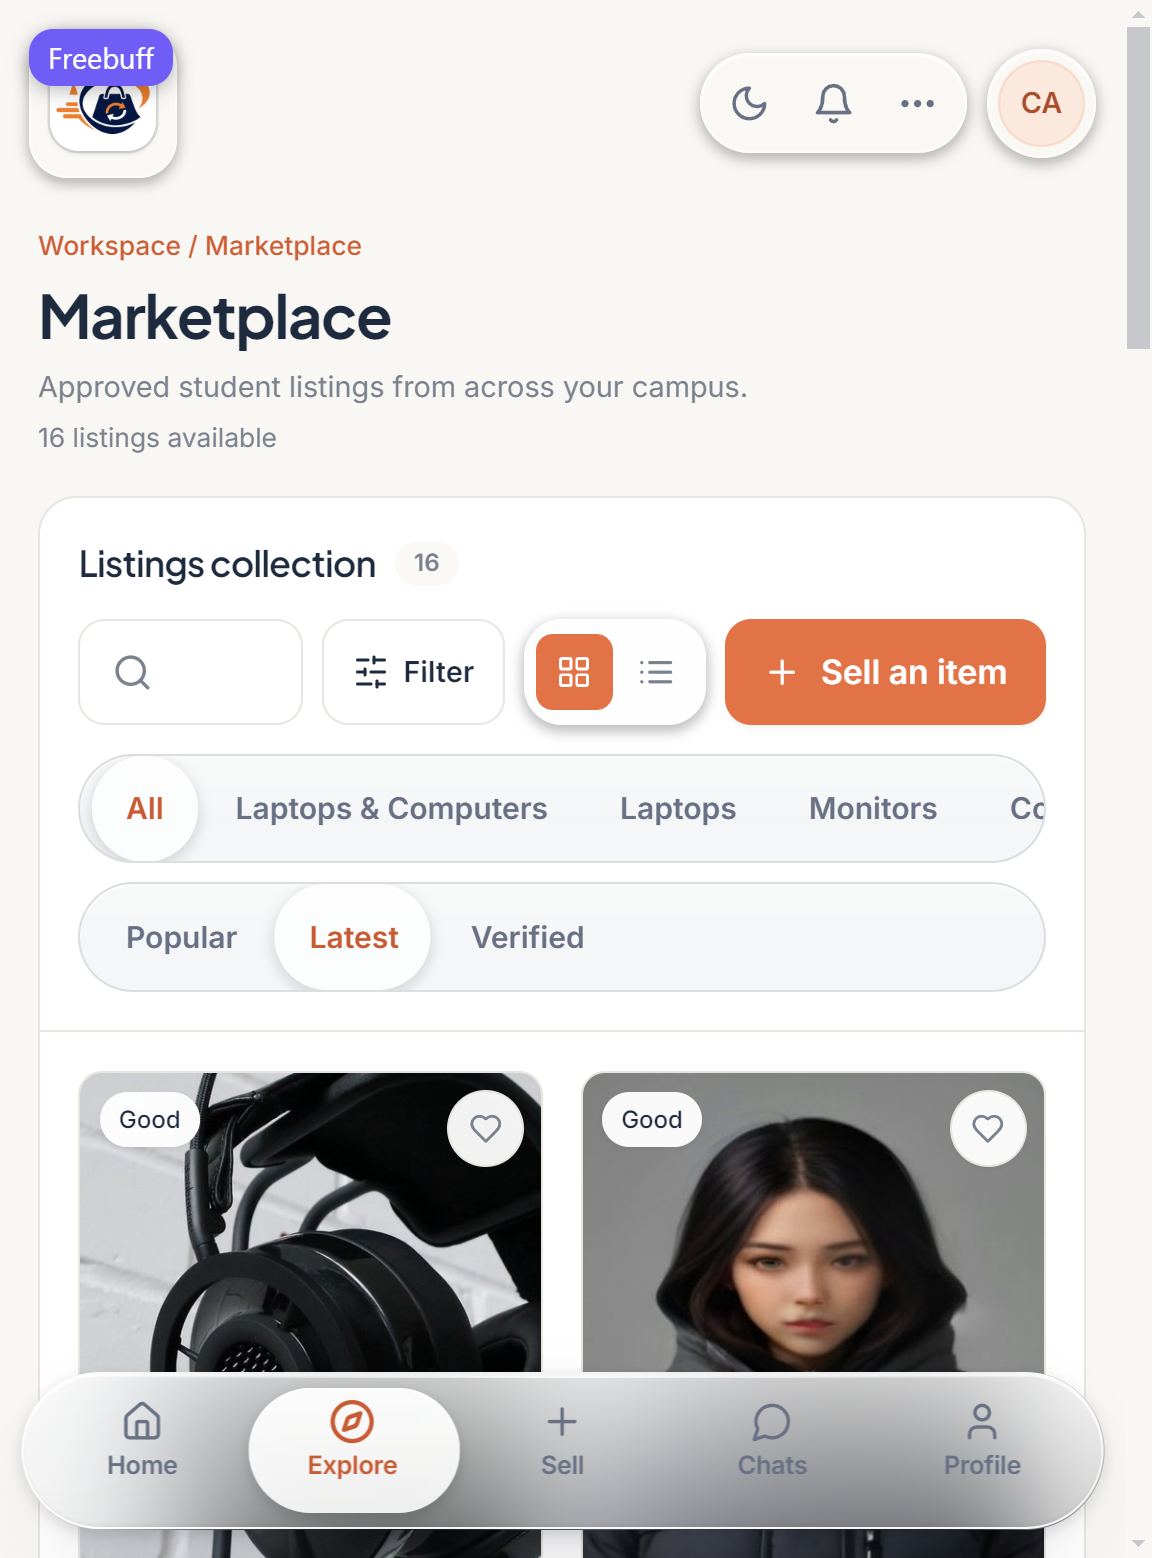 Freebuff
CA
Workspace / Marketplace
Marketplace
Approved student listings from across your campus.
16 listings available
Listings collection 16
Filter
Sell an item
All Laptops & Computers Laptops Monitors Co
Popular Latest Verified
Good Good
Home Explore Sell Chats Profile